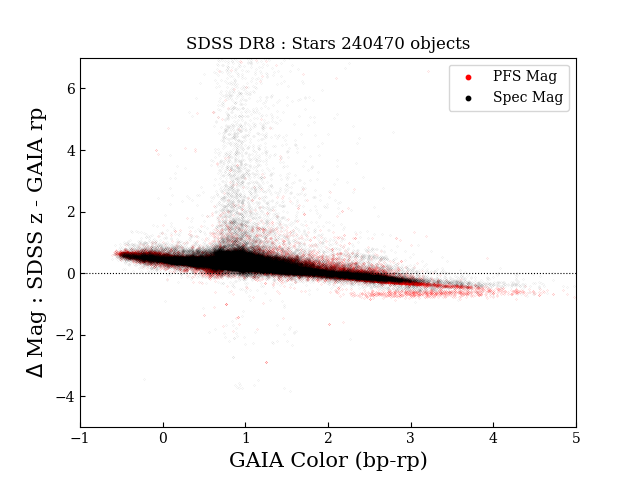 SDSS DR8 : Stars 240470 objects
PFS Mag
Spec Mag
Δ Mag : SDSS z - GAIA rp
6
4
2
0
−2
−4
−1 0 1 2 3 4 5
GAIA Color (bp-rp)